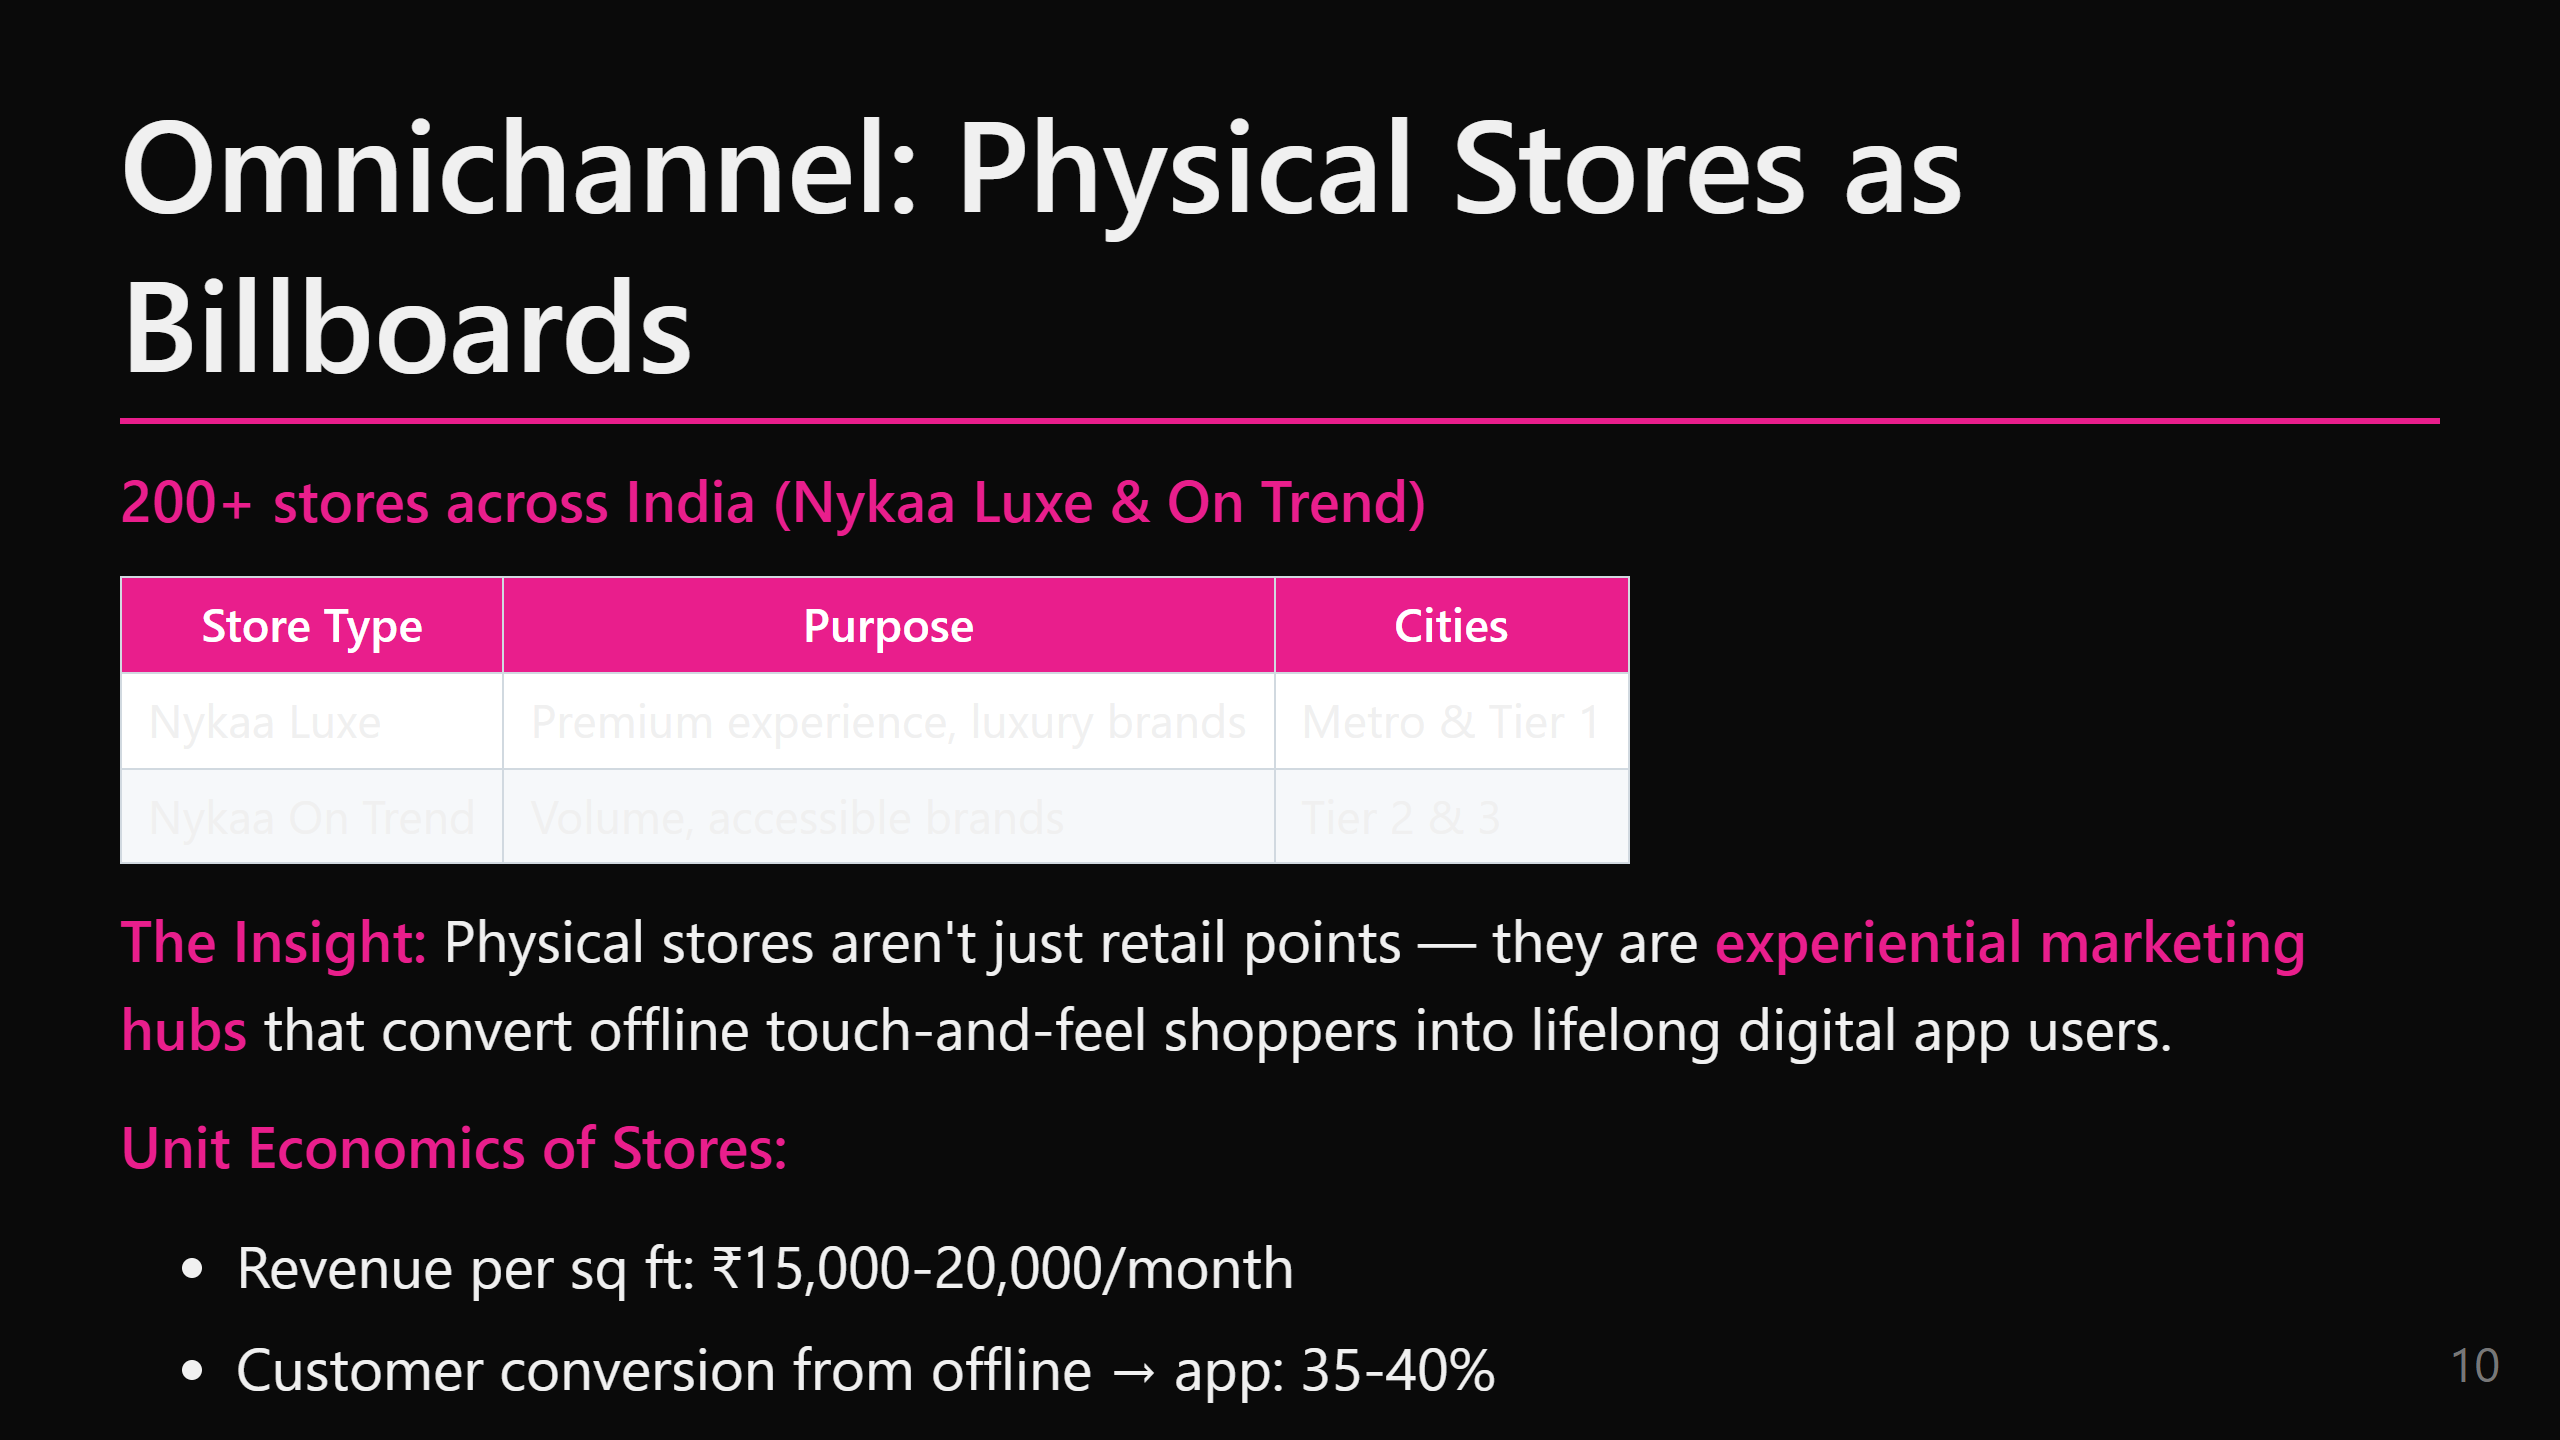 Omnichannel: Physical Stores as
Billboards
200+ stores across India (Nykaa Luxe & On Trend)
Store Type Purpose Cities
Nykaa Luxe Premium experience, luxury brands Metro & Tier 1
Nykaa On Trend Volume, accessible brands Tier 2 & 3
The Insight: Physical stores aren't just retail points — they are experiential marketing
hubs that convert offline touch-and-feel shoppers into lifelong digital app users.
Unit Economics of Stores:
• Revenue per sq ft: ₹15,000-20,000/month
• Customer conversion from offline → app: 35-40%
10